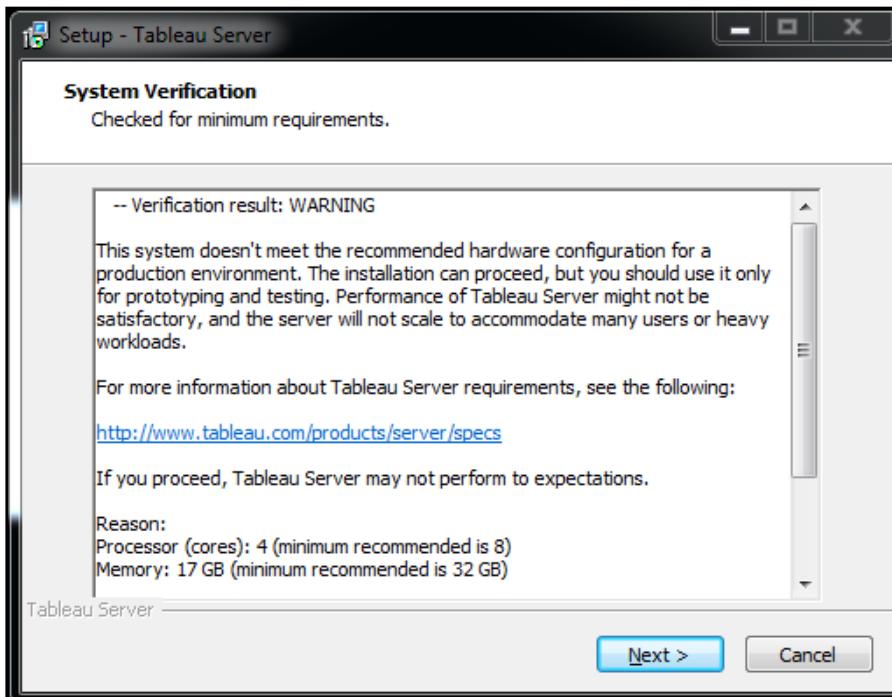 Setup - Tableau Server
System Verification
Checked for minimum requirements.
-- Verification result: WARNING
This system doesn't meet the recommended hardware configuration for a
production environment. The installation can proceed, but you should use it only
for prototyping and testing. Performance of Tableau Server might not be
satisfactory, and the server will not scale to accommodate many users or heavy
workloads.
For more information about Tableau Server requirements, see the following:
http://www.tableau.com/products/server/specs
If you proceed, Tableau Server may not perform to expectations.
Reason:
Processor (cores): 4 (minimum recommended is 8)
Memory: 17 GB (minimum recommended is 32 GB)
Tableau Server
Next >
Cancel